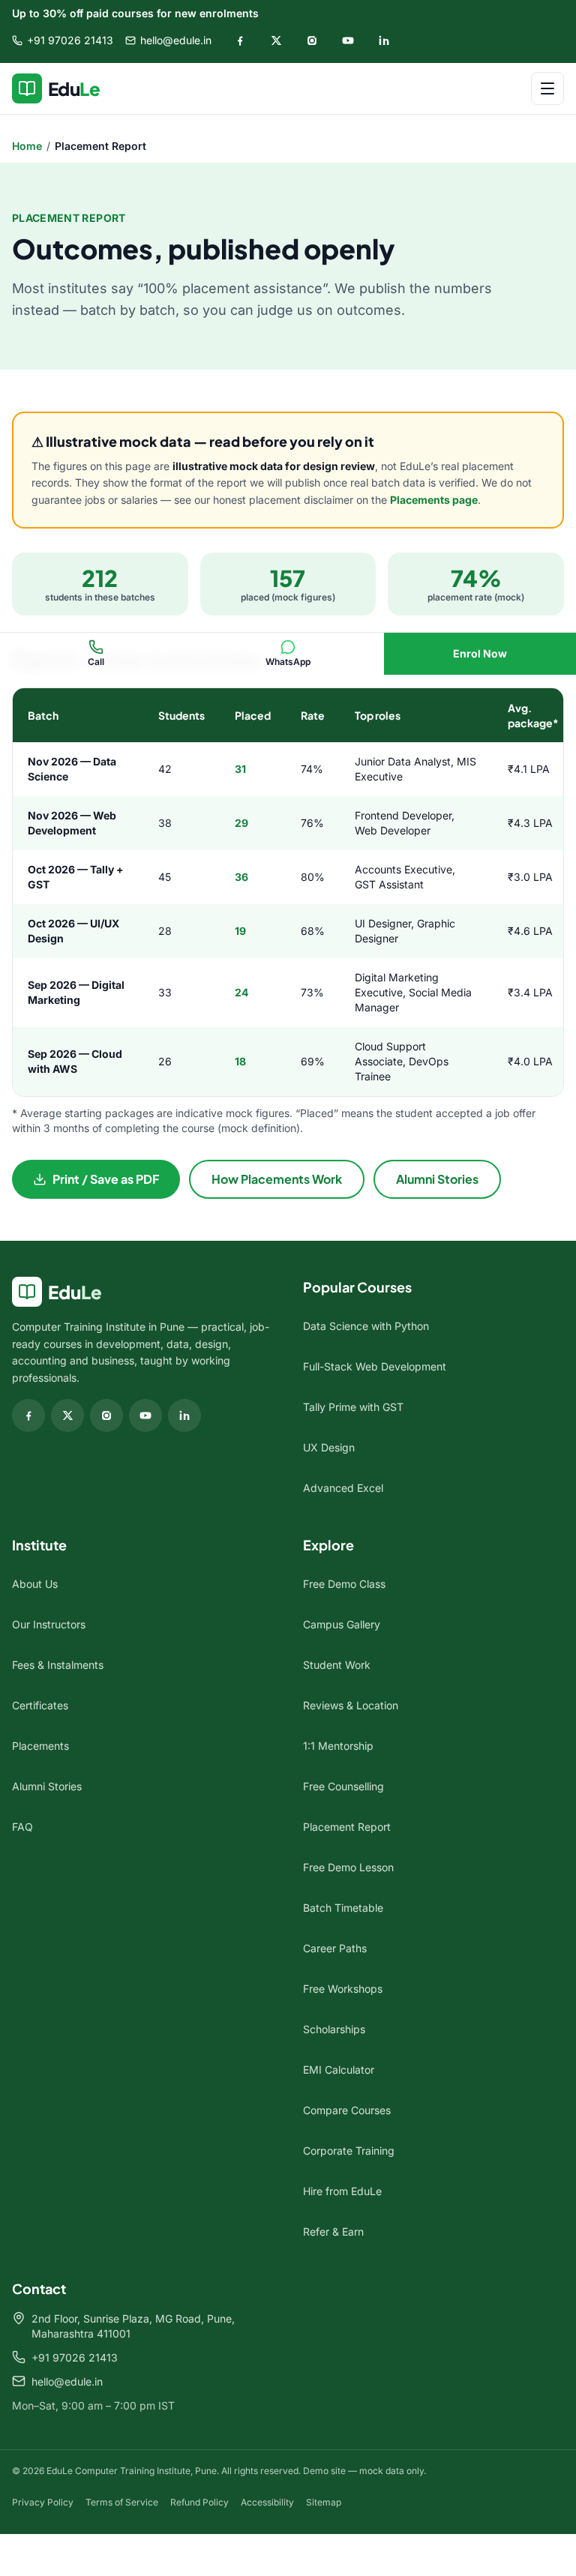 Up to 30% off paid courses for new enrolments
+91 97026 21413 hello@edule.in
EduLe
Home / Placement Report
PLACEMENT REPORT
Outcomes, published openly
Most institutes say “100% placement assistance”. We publish the numbers
instead — batch by batch, so you can judge us on outcomes.
⚠ Illustrative mock data — read before you rely on it
The figures on this page are illustrative mock data for design review, not EduLe’s real placement
records. They show the format of the report we will publish once real batch data is verified. We do not
guarantee jobs or salaries — see our honest placement disclaimer on the Placements page.
212
students in these batches
157
placed (mock figures)
74%
placement rate (mock)
Call
WhatsApp
Enrol Now
Batch Students Placed Rate Top roles Avg.
package*
Nov 2026 — Data
Science
42 31 74%
Junior Data Analyst, MIS
Executive
₹4.1 LPA
Nov 2026 — Web
Development
38 29 76%
Frontend Developer,
Web Developer
₹4.3 LPA
Oct 2026 — Tally +
GST
45 36 80%
Accounts Executive,
GST Assistant
₹3.0 LPA
Oct 2026 — UI/UX
Design
28 19 68%
UI Designer, Graphic
Designer
₹4.6 LPA
Sep 2026 — Digital
Marketing
33 24 73%
Digital Marketing
Executive, Social Media
Manager
₹3.4 LPA
Sep 2026 — Cloud
with AWS
26 18 69%
Cloud Support
Associate, DevOps
Trainee
₹4.0 LPA
* Average starting packages are indicative mock figures. “Placed” means the student accepted a job offer
within 3 months of completing the course (mock definition).
Print / Save as PDF
How Placements Work
Alumni Stories
EduLe
Computer Training Institute in Pune — practical, job-
ready courses in development, data, design,
accounting and business, taught by working
professionals.
Popular Courses
Data Science with Python
Full-Stack Web Development
Tally Prime with GST
UX Design
Advanced Excel
Institute
About Us
Our Instructors
Fees & Instalments
Certificates
Placements
Alumni Stories
FAQ
Explore
Free Demo Class
Campus Gallery
Student Work
Reviews & Location
1:1 Mentorship
Free Counselling
Placement Report
Free Demo Lesson
Batch Timetable
Career Paths
Free Workshops
Scholarships
EMI Calculator
Compare Courses
Corporate Training
Hire from EduLe
Refer & Earn
Contact
2nd Floor, Sunrise Plaza, MG Road, Pune,
Maharashtra 411001
+91 97026 21413
hello@edule.in
Mon–Sat, 9:00 am – 7:00 pm IST
© 2026 EduLe Computer Training Institute, Pune. All rights reserved. Demo site — mock data only.
Privacy Policy Terms of Service Refund Policy Accessibility Sitemap